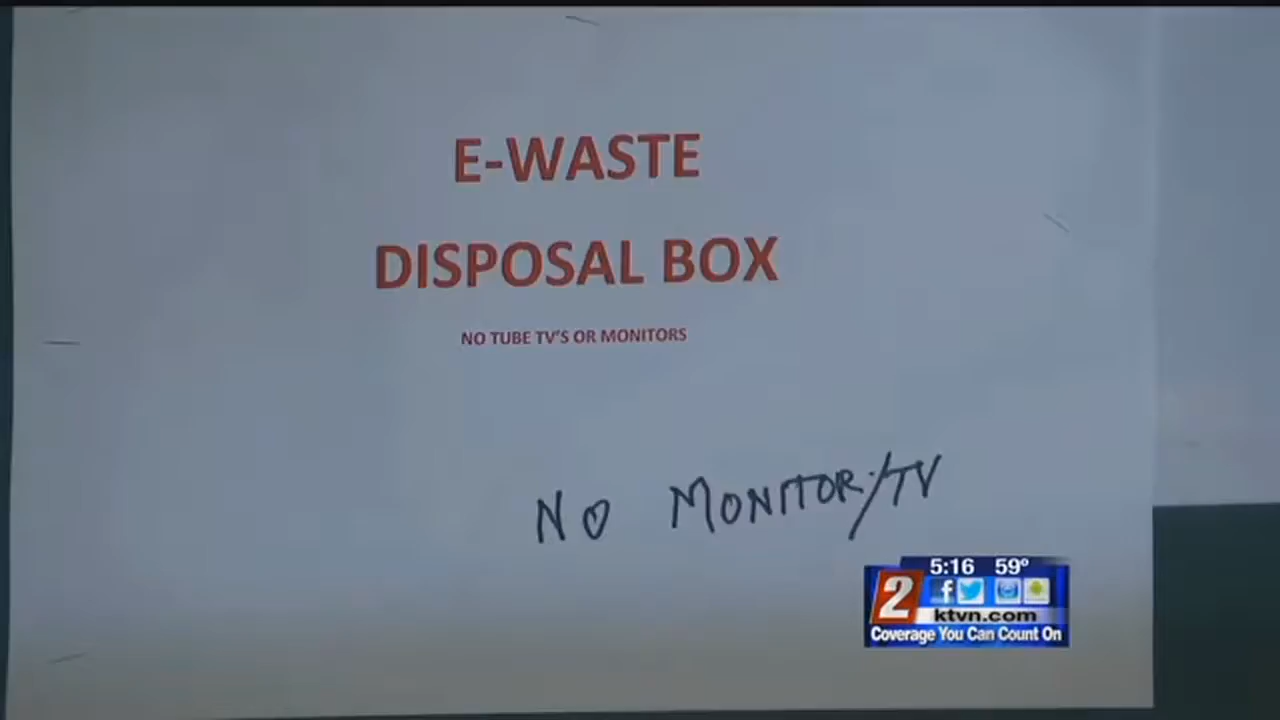 E-WASTE
DISPOSAL BOX
NO TUBE TV'S OR MONITORS
NO MONITOR/TV
5:16 59°
2
ktvn.com
Coverage You Can Count On